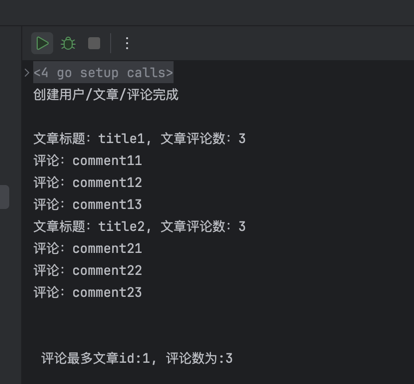 <4 go setup calls>
创建用户/文章/评论完成
文章标题：title1, 文章评论数：3
评论：comment11
评论：comment12
评论：comment13
文章标题：title2, 文章评论数：3
评论：comment21
评论：comment22
评论：comment23
评论最多文章id:1, 评论数为:3